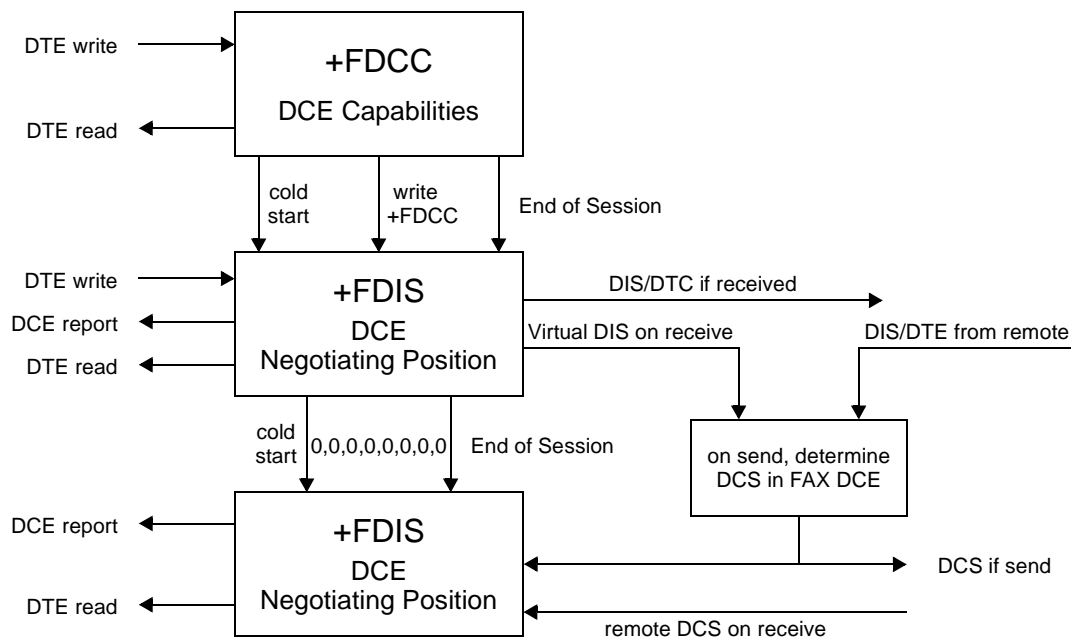 DTE write
+FDCC
DCE Capabilities
DTE read
cold
start
write
+FDCC
End of Session
DTE write
+FDIS
DCE
Negotiating Position
DCE report
DTE read
DIS/DTC if received
Virtual DIS on receive
DIS/DTE from remote
cold
start
0,0,0,0,0,0,0,0
End of Session
on send, determine
DCS in FAX DCE
DCE report
+FDIS
DCE
Negotiating Position
DTE read
DCS if send
remote DCS on receive